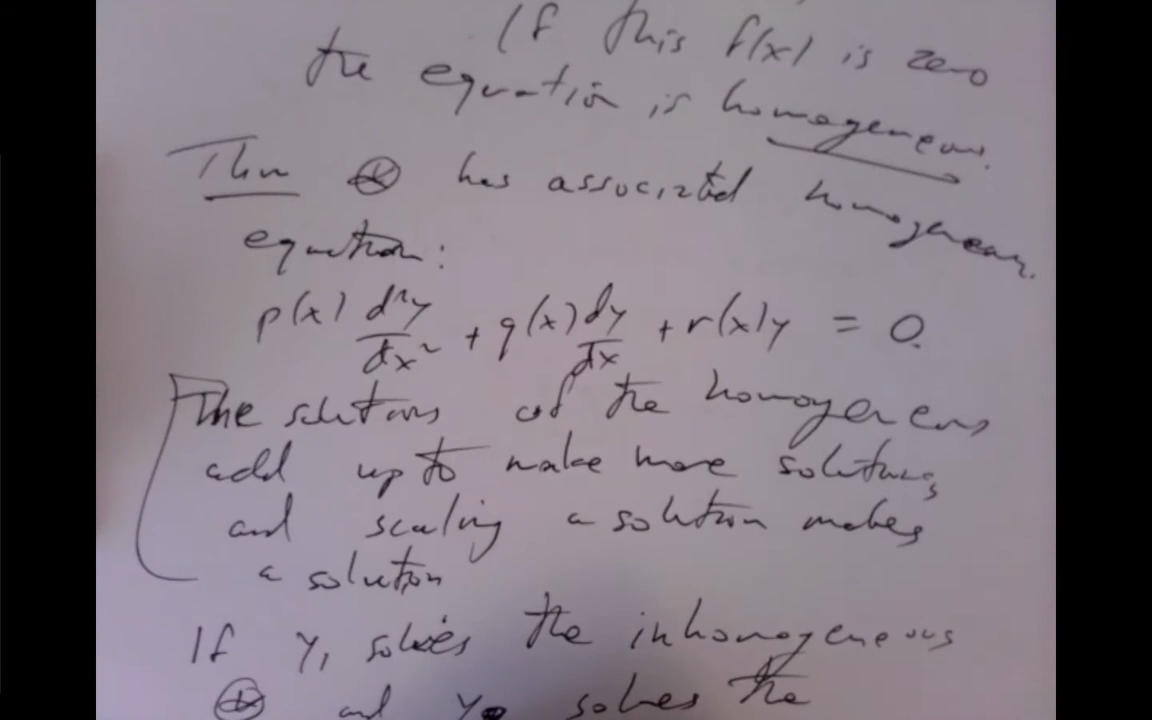 If this f(x) is zero
the equation is homogeneous.
Thm ⊛ has associated homogeneous
equation:
p(x) d²y/dx² + q(x) dy/dx + r(x)y = 0.
The solutions of the homogeneous
add up to make more solutions,
and scaling a solution makes
a solution
If y₁ solves the inhomogeneous
⊛ and y₀ solves the